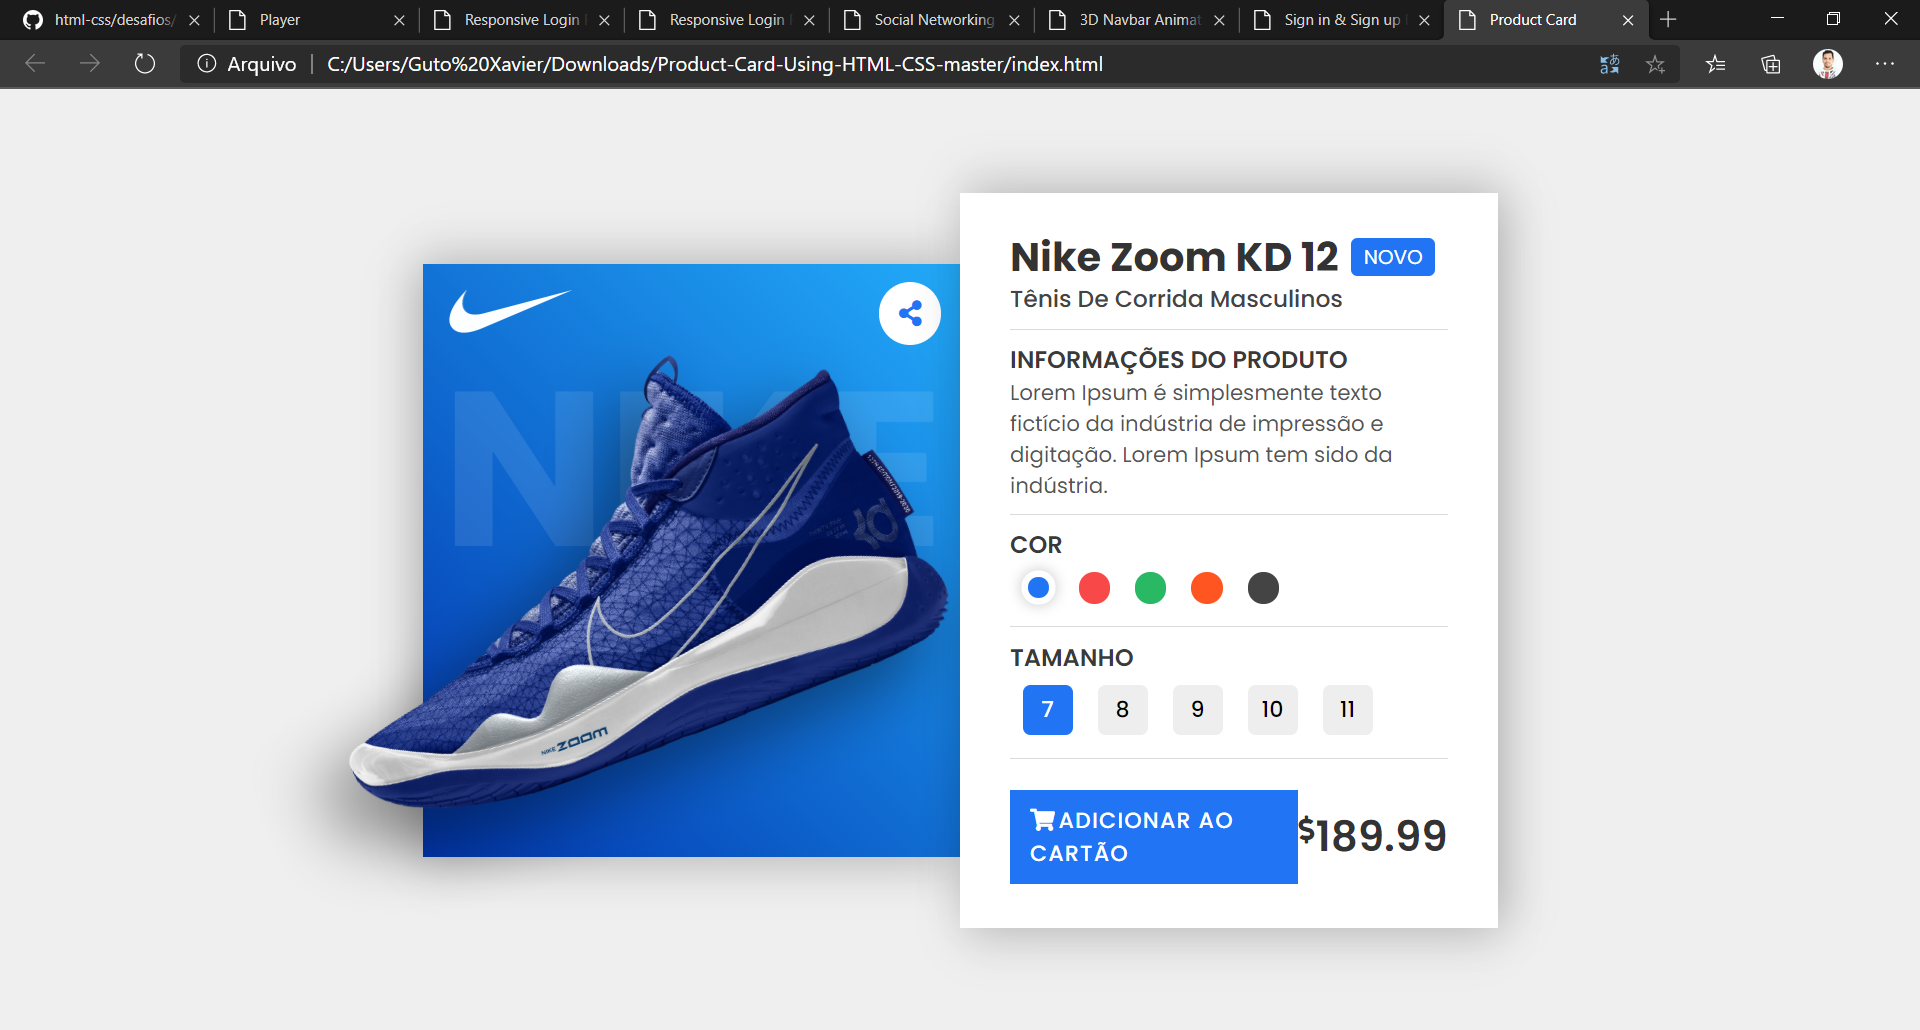 html-css/desafios/
Player
Responsive Login
Responsive Login
Social Networking
3D Navbar Animat
Sign in & Sign up
Product Card
Arquivo
C:/Users/Guto%20Xavier/Downloads/Product-Card-Using-HTML-CSS-master/index.html
NIKE
kd
NIKE ZOOM
Nike Zoom KD 12 NOVO
Tênis De Corrida Masculinos
INFORMAÇÕES DO PRODUTO
Lorem Ipsum é simplesmente texto
fictício da indústria de impressão e
digitação. Lorem Ipsum tem sido da
indústria.
COR
TAMANHO
7 8 9 10 11
ADICIONAR AO
CARTÃO
$189.99